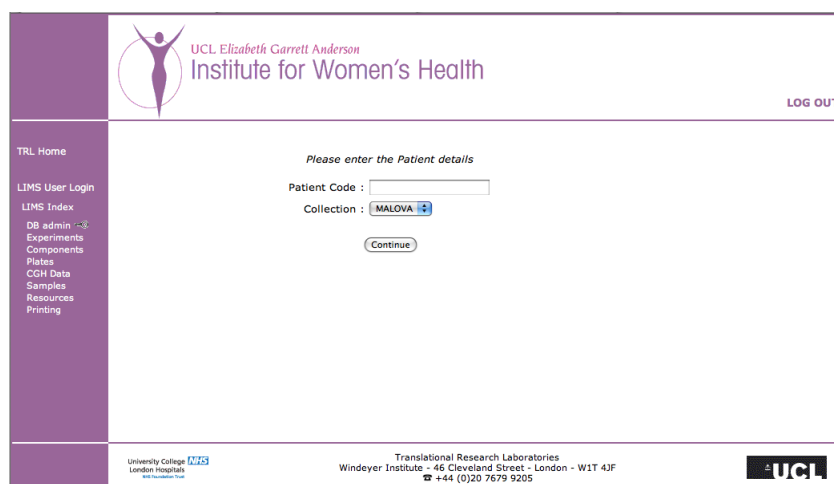 UCL Elizabeth Garrett Anderson
Institute for Women's Health
LOG OUT
TRL Home
LIMS User Login
LIMS Index
DB admin
Experiments
Components
Plates
CGH Data
Samples
Resources
Printing
Please enter the Patient details
Patient Code :
Collection : MALOVA
Continue
University College NHS
London Hospitals
NHS Foundation Trust
Translational Research Laboratories
Windeyer Institute - 46 Cleveland Street - London - W1T 4JF
☎ +44 (0)20 7679 9205
UCL